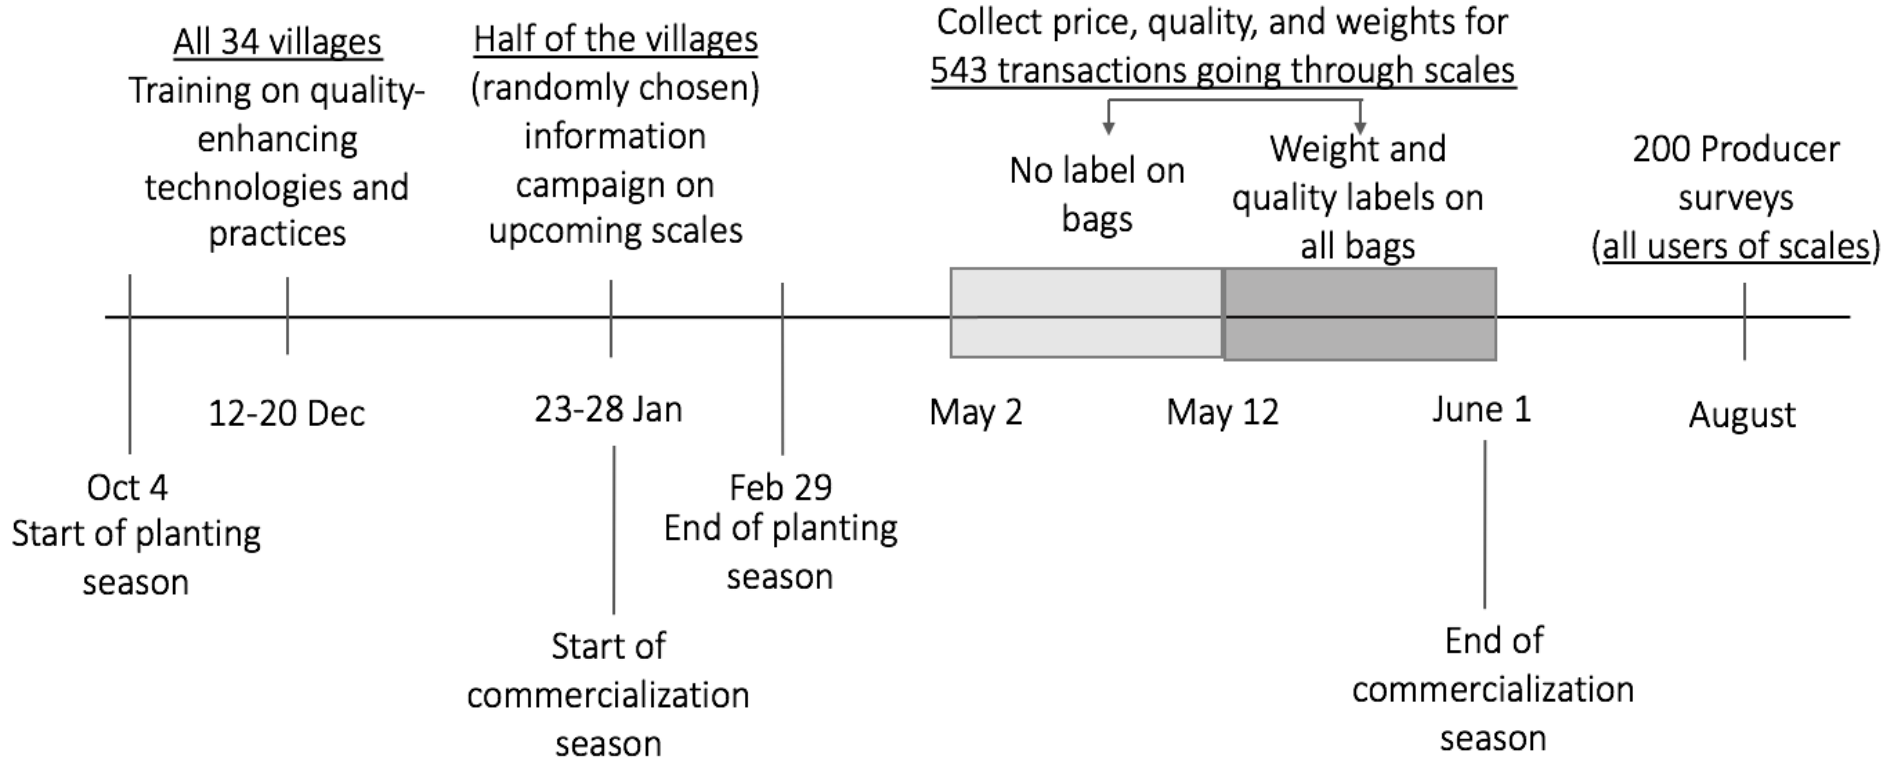 All 34 villages
Training on quality-
enhancing
technologies and
practices
Half of the villages
(randomly chosen)
information
campaign on
upcoming scales
Collect price, quality, and weights for
543 transactions going through scales
No label on
bags
Weight and
quality labels on
all bags
200 Producer
surveys
(all users of scales)
12-20 Dec
23-28 Jan
May 2
May 12
June 1
August
Oct 4
Start of planting
season
Feb 29
End of planting
season
Start of
commercialization
season
End of
commercialization
season